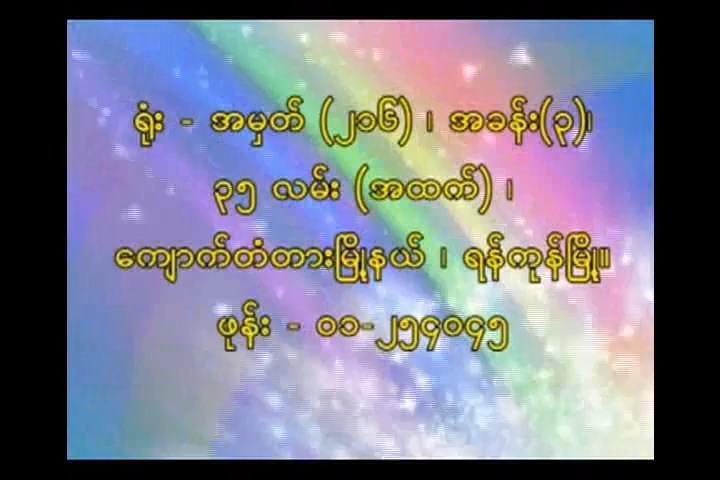 ရုံး - အမှတ် (၂၁၆) ၊ အခန်း(၃)၊
၃၅ လမ်း (အထက်) ၊
ကျောက်တံတားမြို့နယ် ၊ ရန်ကုန်မြို့။
ဖုန်း - ၀၁-၂၅၄၀၄၅